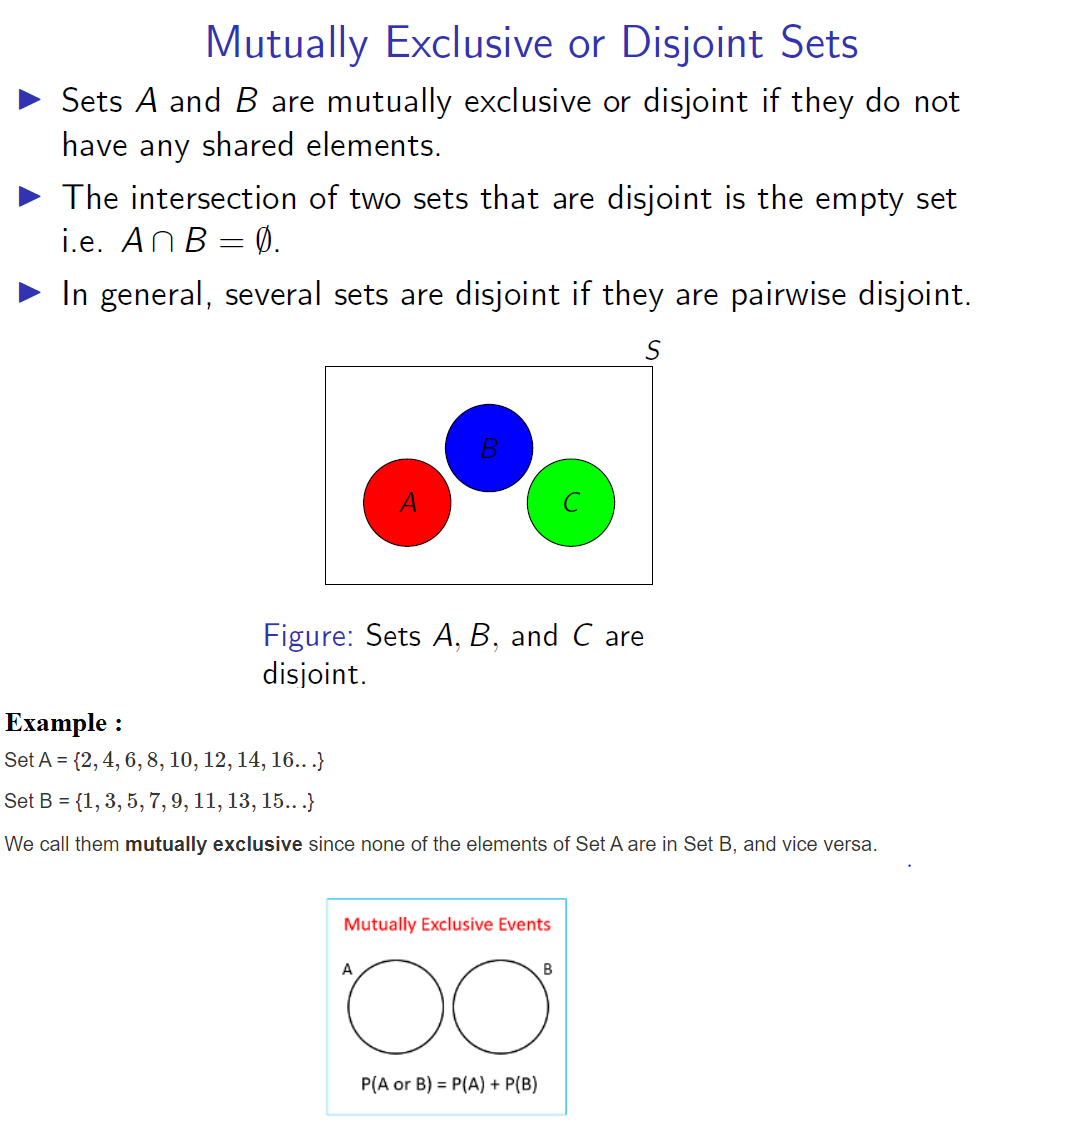 Mutually Exclusive or Disjoint Sets
▶ Sets A and B are mutually exclusive or disjoint if they do not
have any shared elements.
▶ The intersection of two sets that are disjoint is the empty set
i.e. A ∩ B = ∅.
▶ In general, several sets are disjoint if they are pairwise disjoint.
S
B
A
C
Figure: Sets A, B, and C are
disjoint.
Example :
Set A = {2, 4, 6, 8, 10, 12, 14, 16.. .}
Set B = {1, 3, 5, 7, 9, 11, 13, 15.. .}
We call them mutually exclusive since none of the elements of Set A are in Set B, and vice versa.
Mutually Exclusive Events
A B
P(A or B) = P(A) + P(B)